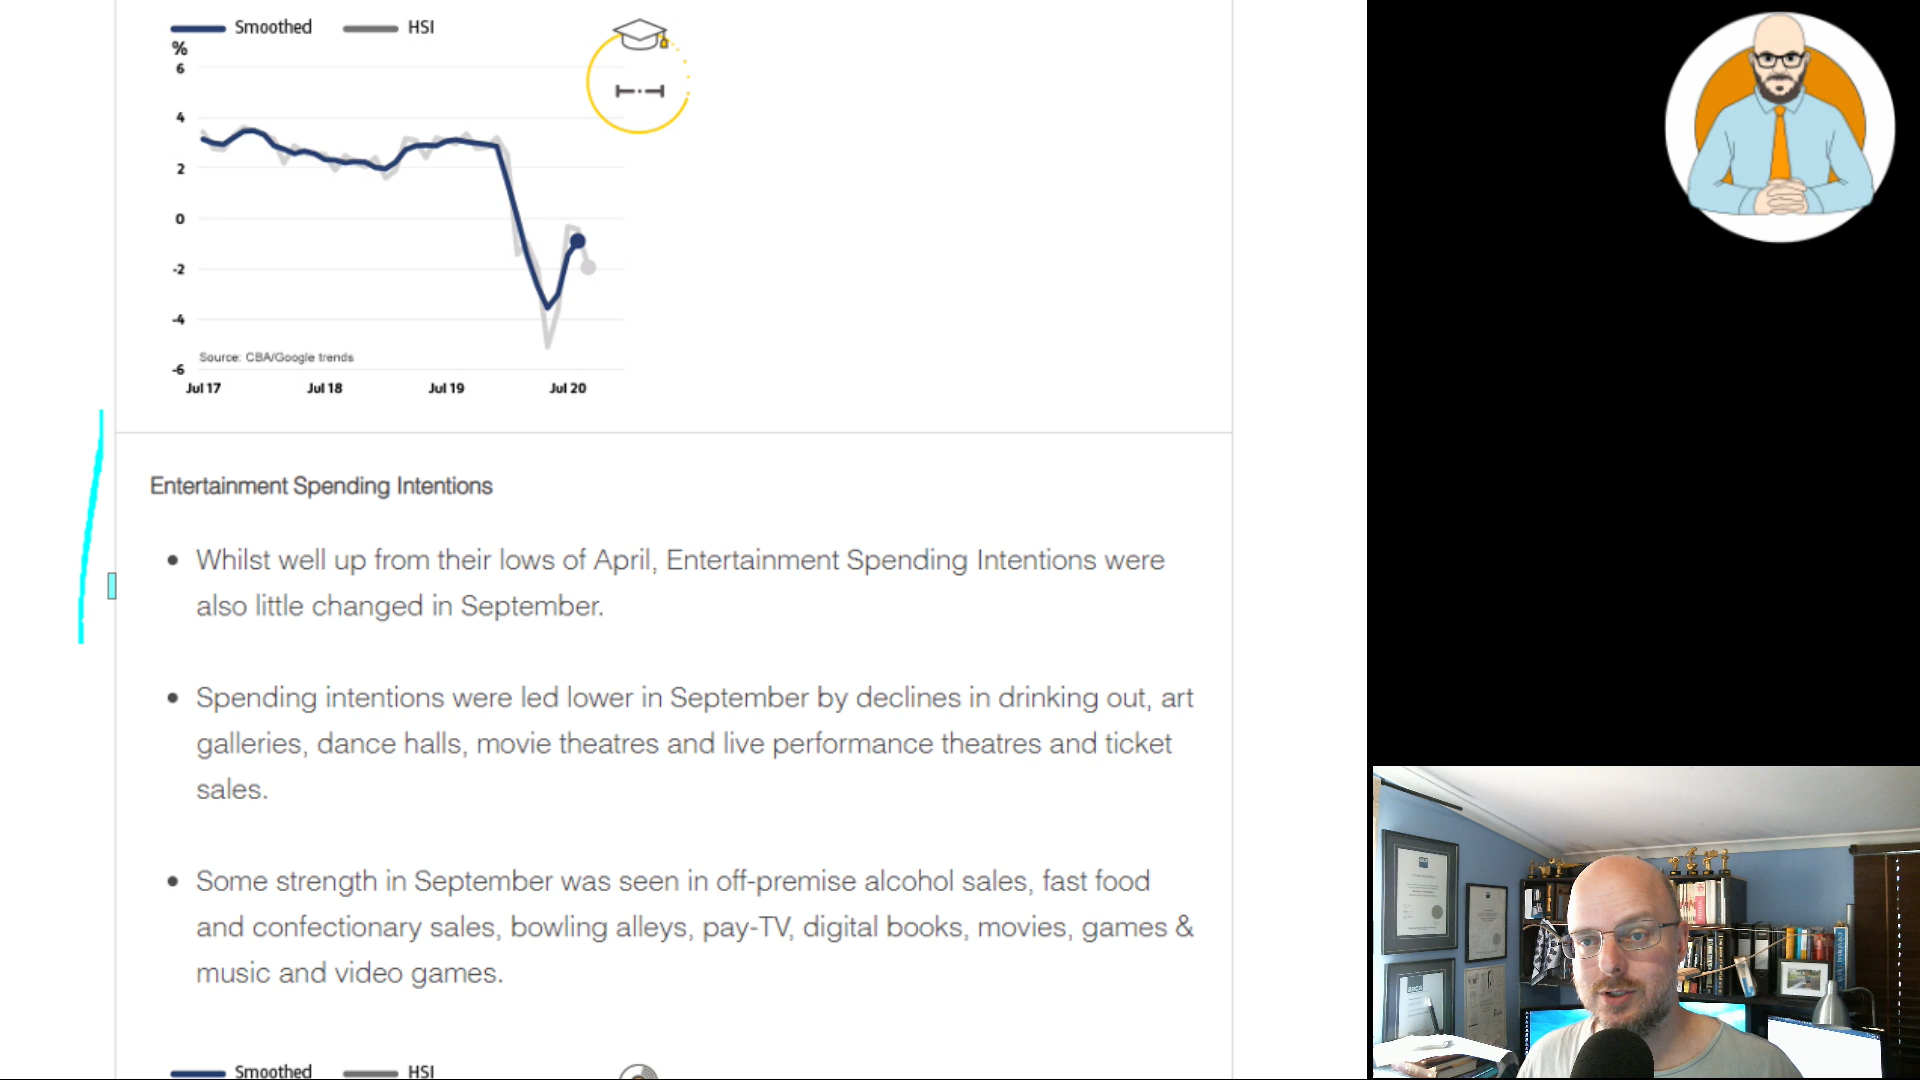 Smoothed HSI
%
6
4
2
0
-2
-4
-6
Source: CBA/Google trends
Jul 17 Jul 18 Jul 19 Jul 20
Entertainment Spending Intentions
• Whilst well up from their lows of April, Entertainment Spending Intentions were
also little changed in September.
• Spending intentions were led lower in September by declines in drinking out, art
galleries, dance halls, movie theatres and live performance theatres and ticket
sales.
• Some strength in September was seen in off-premise alcohol sales, fast food
and confectionary sales, bowling alleys, pay-TV, digital books, movies, games &
music and video games.
Smoothed HSI